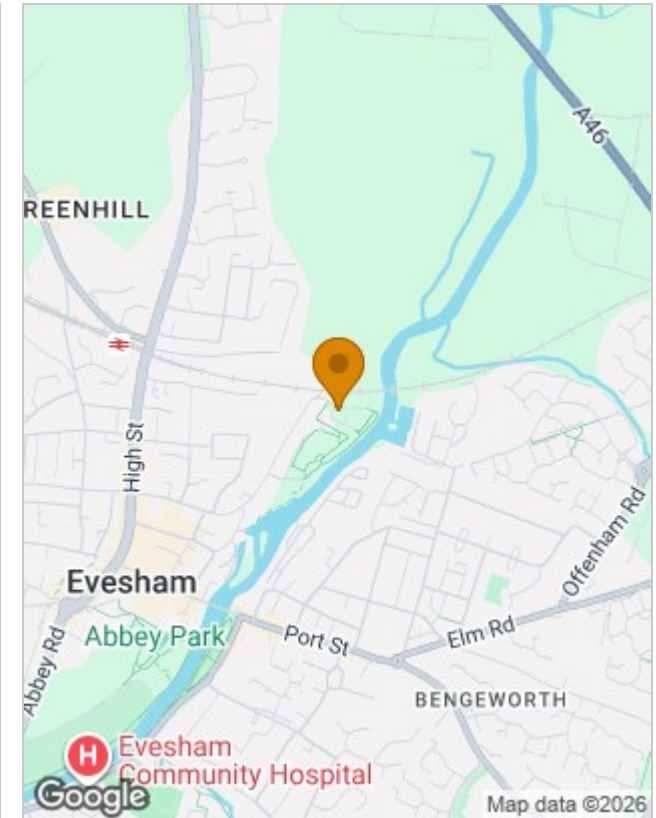 A46
REENHILL
High St
Offenham Rd
Evesham
Abbey Park
Port St
Elm Rd
Abbey Rd
BENGEWORTH
H
Evesham
Community Hospital
Google
Map data ©2026